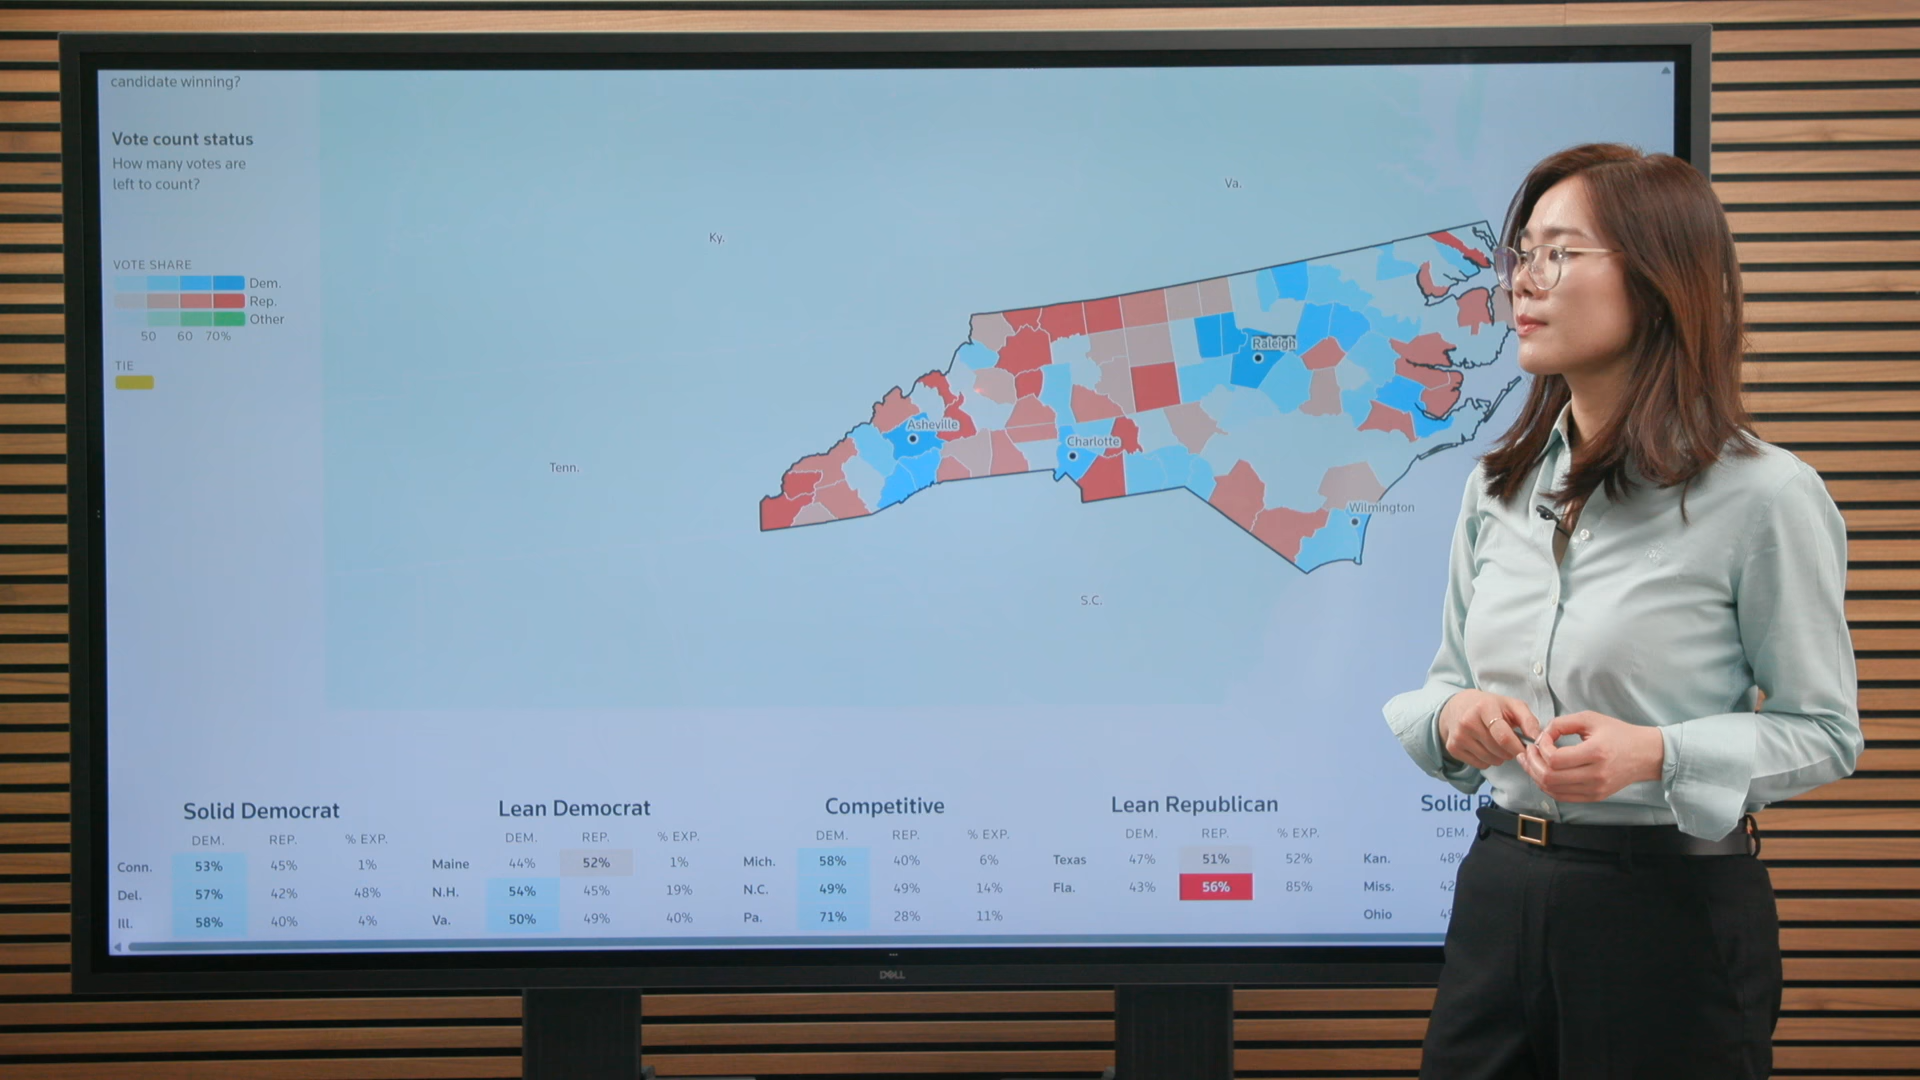 candidate winning?
Vote count status
How many votes are
left to count?
VOTE SHARE
Dem.
Rep.
Other
50 60 70%
TIE
Va.
Ky.
Raleigh
Asheville
Charlotte
Tenn.
Wilmington
S.C.
Solid Democrat
DEM. REP. % EXP.
Conn. 53% 45% 1%
Del. 57% 42% 48%
Ill. 58% 40% 4%
Lean Democrat
DEM. REP. % EXP.
Maine 44% 52% 1%
N.H. 54% 45% 19%
Va. 50% 49% 40%
Competitive
DEM. REP. % EXP.
Mich. 58% 40% 6%
N.C. 49% 49% 14%
Pa. 71% 28% 11%
Lean Republican
DEM. REP. % EXP.
Texas 47% 51% 52%
Fla. 43% 56% 85%
Solid
DEM.
Kan. 48%
Miss. 42
Ohio
DELL